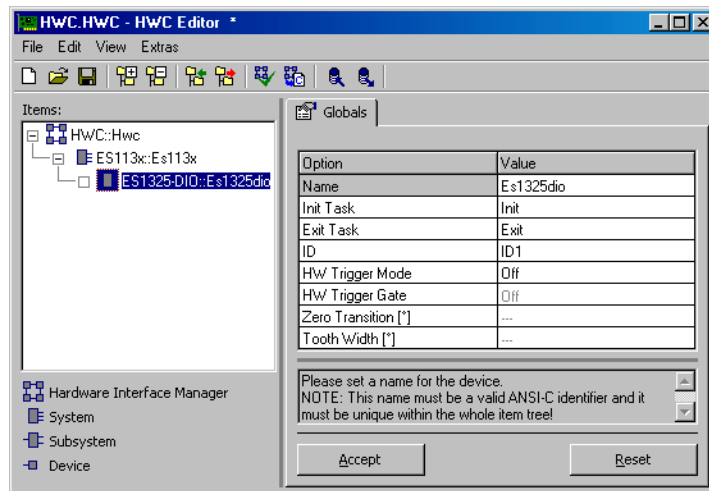 HWC.HWC - HWC Editor *
File Edit View Extras
Items:
HWC::Hwc
ES113x::Es113x
ES1325-DIO::Es1325dio
Hardware Interface Manager
System
Subsystem
Device
Globals
Option Value
Name Es1325dio
Init Task Init
Exit Task Exit
ID ID1
HW Trigger Mode Off
HW Trigger Gate Off
Zero Transition [°] ---
Tooth Width [°] ---
Please set a name for the device.
NOTE: This name must be a valid ANSI-C identifier and it
must be unique within the whole item tree!
Accept Reset